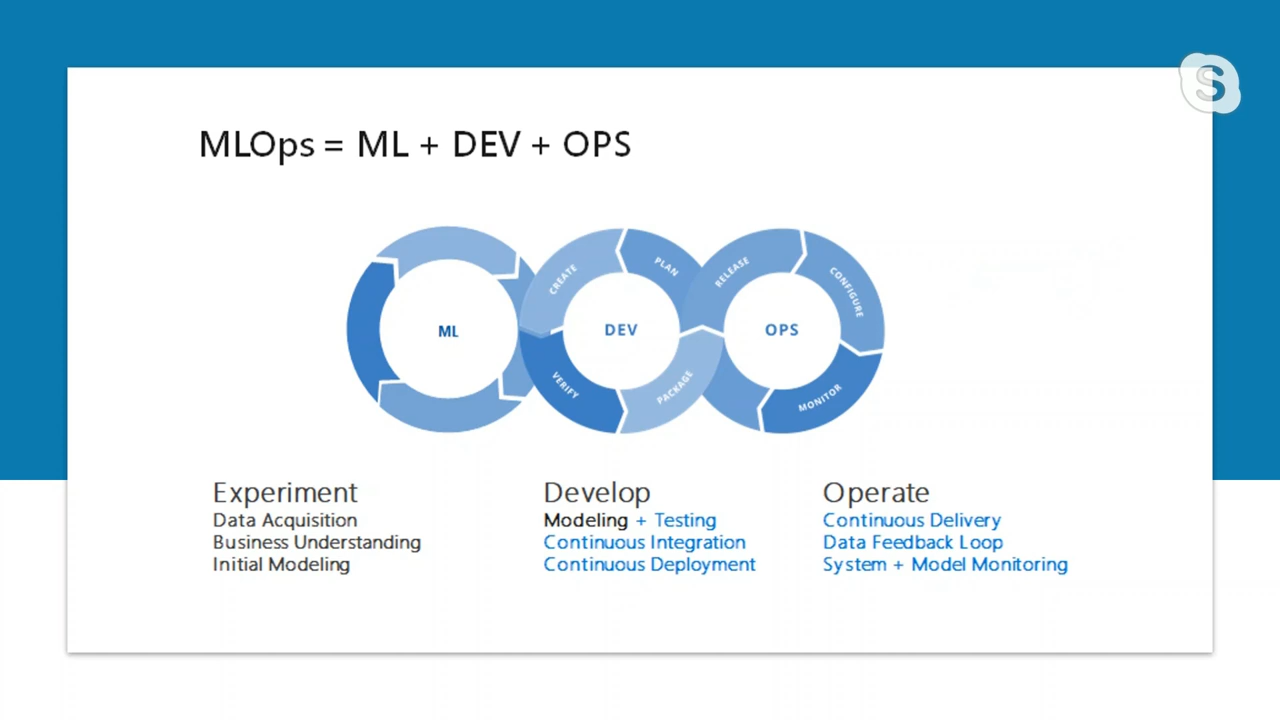 MLOps = ML + DEV + OPS
ML
CREATE
PLAN
DEV
VERIFY
PACKAGE
RELEASE
CONFIGURE
OPS
MONITOR
Experiment
Data Acquisition
Business Understanding
Initial Modeling
Develop
Modeling + Testing
Continuous Integration
Continuous Deployment
Operate
Continuous Delivery
Data Feedback Loop
System + Model Monitoring
S